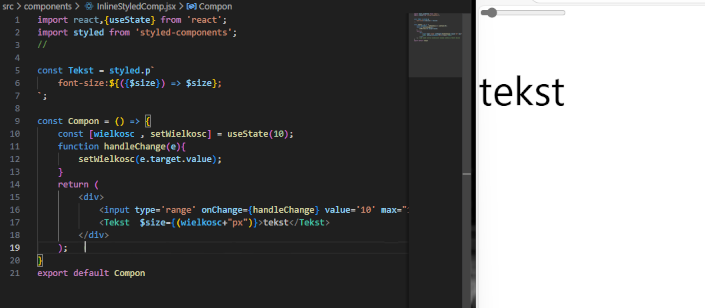 src > components > InlineStyledComp.jsx > Compon
1 import react,{useState} from 'react';
2 import styled from 'styled-components';
3 //
4
5 const Tekst = styled.p`
6 font-size:${({$size}) => $size};
7 `;
8
9 const Compon = () => {
10 const [wielkosc , setWielkosc] = useState(10);
11 function handleChange(e){
12 setWielkosc(e.target.value);
13 }
14 return (
15 <div>
16 <input type='range' onChange={handleChange} value='10' max="
17 <Tekst $size={(wielkosc+"px")}>tekst</Tekst>
18 </div>
19 );
20 }
21 export default Compon
tekst